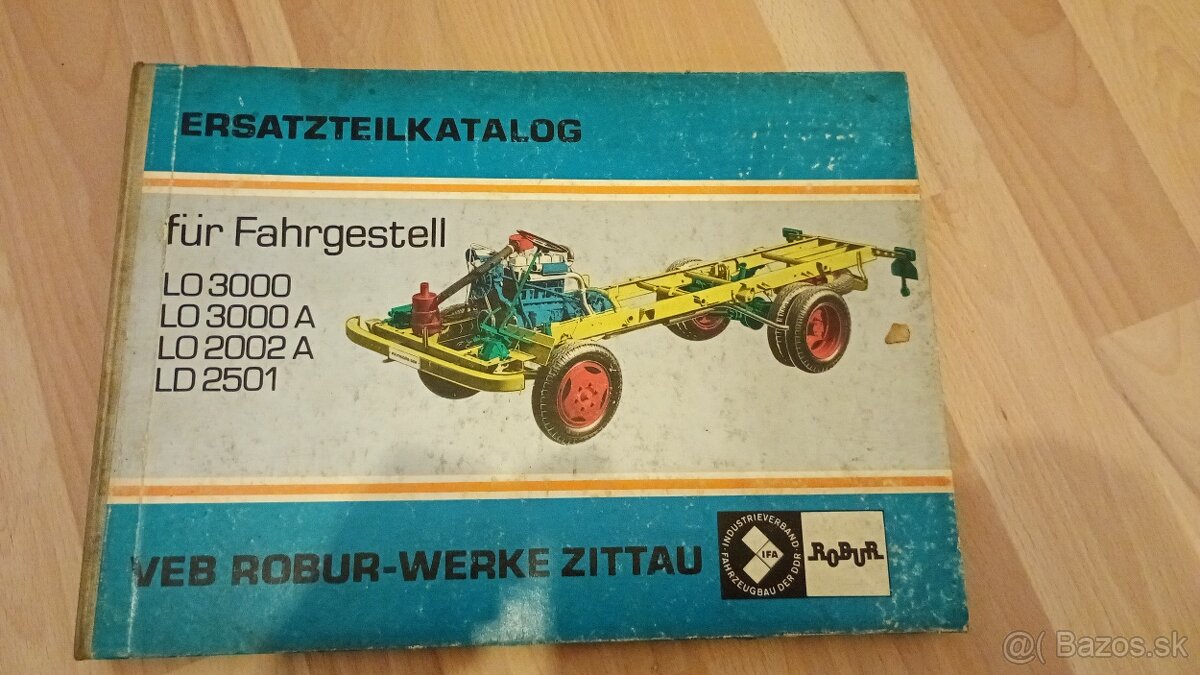 ERSATZTEILKATALOG
für Fahrgestell
LO 3000
LO 3000 A
LO 2002 A
LD 2501
VEB ROBUR-WERKE ZITTAU
INDUSTRIEVERBAND
FAHRZEUGBAU DER DDR
IFA
ROBUR
@( Bazos.sk